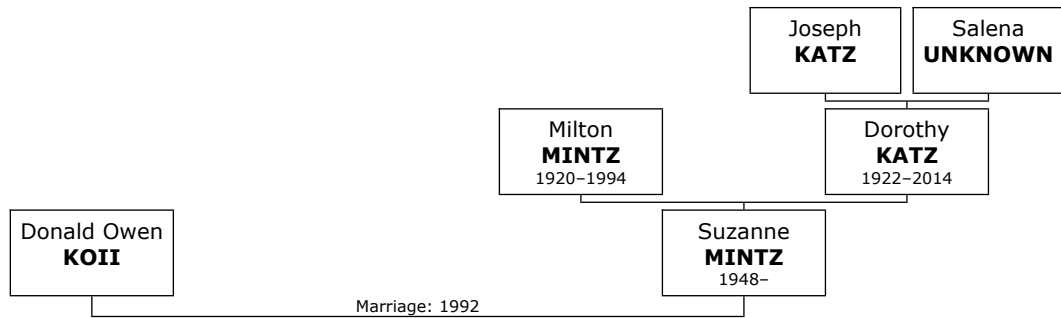 Joseph
KATZ
Salena
UNKNOWN
Milton
MINTZ
1920–1994
Dorothy
KATZ
1922–2014
Donald Owen
KOII
Suzanne
MINTZ
1948–
Marriage: 1992